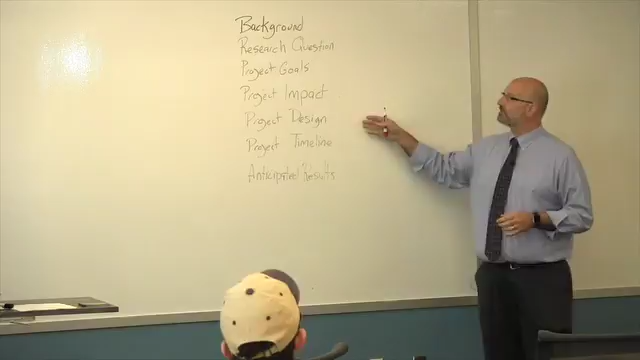 Background
Research Question
Project Goals
Project Impact
Project Design
Project Timeline
Anticipated Results